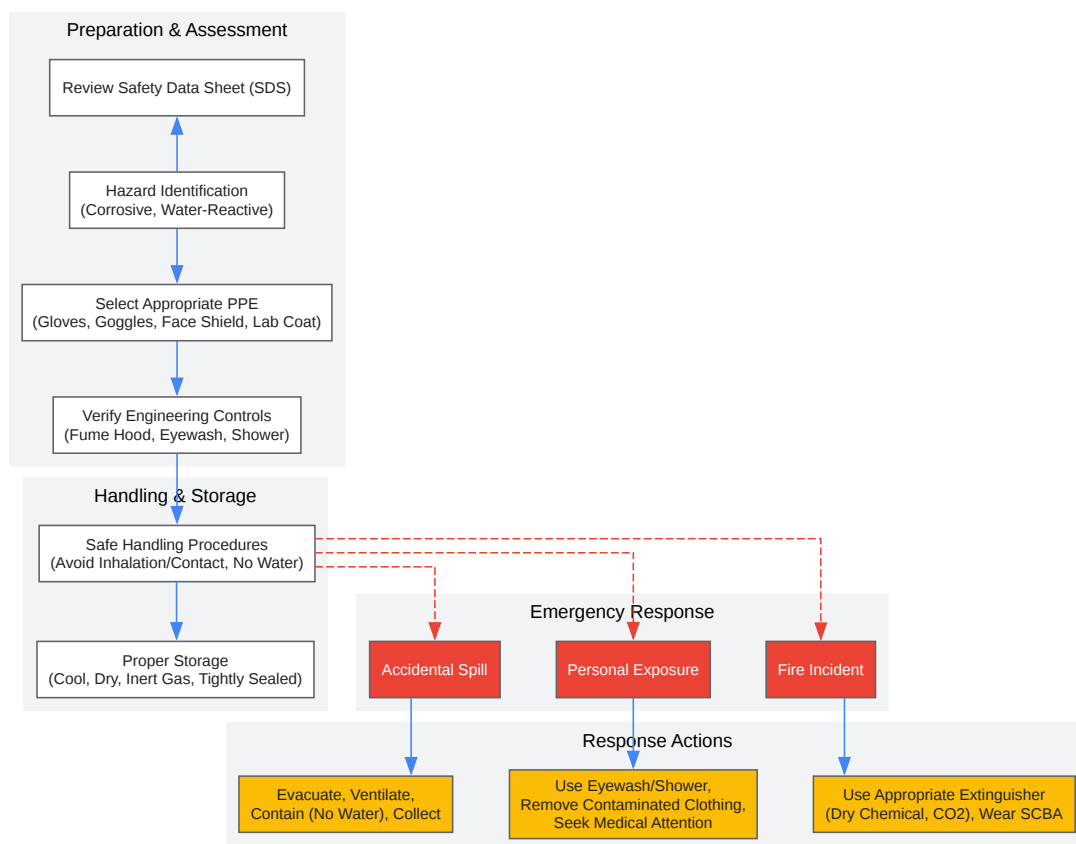 Preparation & Assessment
Review Safety Data Sheet (SDS)
Hazard Identification
(Corrosive, Water-Reactive)
Select Appropriate PPE
(Gloves, Goggles, Face Shield, Lab Coat)
Verify Engineering Controls
(Fume Hood, Eyewash, Shower)
Handling & Storage
Safe Handling Procedures
(Avoid Inhalation/Contact, No Water)
Proper Storage
(Cool, Dry, Inert Gas, Tightly Sealed)
Emergency Response
Accidental Spill
Personal Exposure
Fire Incident
Response Actions
Evacuate, Ventilate,
Contain (No Water), Collect
Use Eyewash/Shower,
Remove Contaminated Clothing,
Seek Medical Attention
Use Appropriate Extinguisher
(Dry Chemical, CO2), Wear SCBA